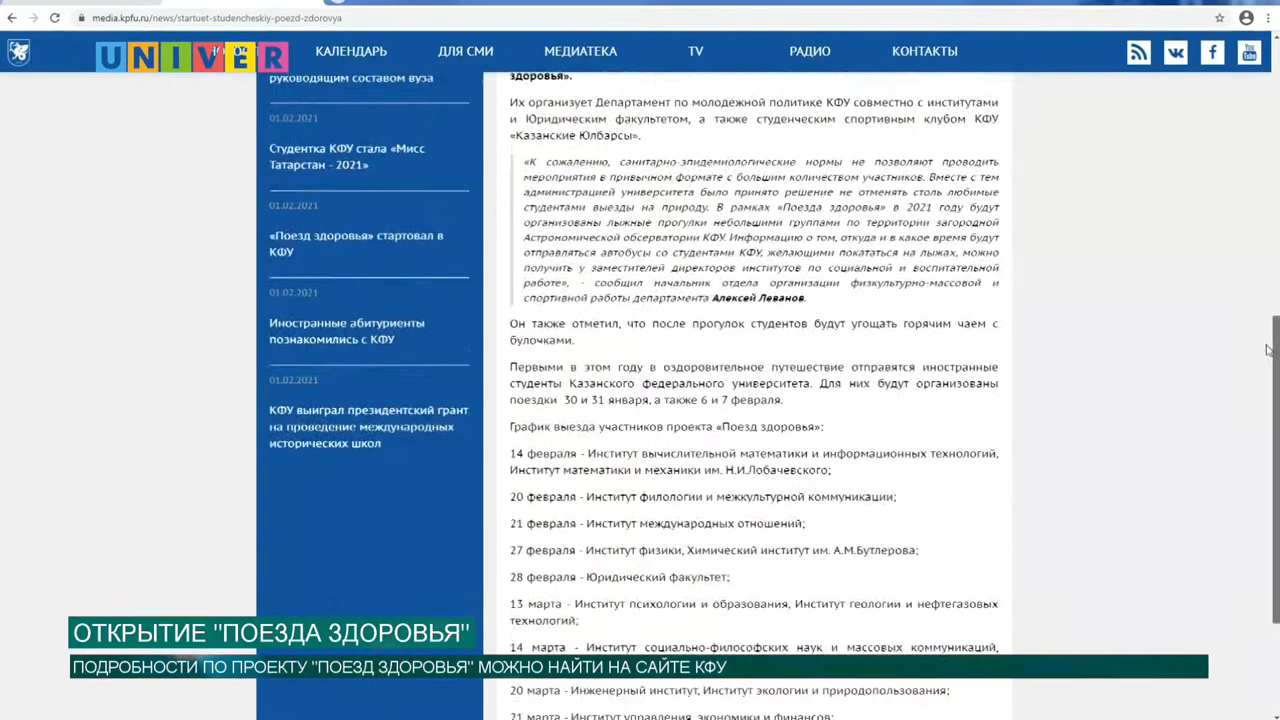 media.kpfu.ru/news/startuet-studencheskiy-poezd-zdorovya
UNIVER
КАЛЕНДАРЬ
ДЛЯ СМИ
МЕДИАТЕКА
TV
РАДИО
КОНТАКТЫ
You
Tube
руководящим составом вуза
01.02.2021
Студентка КФУ стала «Мисс
Татарстан - 2021»
01.02.2021
«Поезд здоровья» стартовал в
КФУ
01.02.2021
Иностранные абитуриенты
познакомились с КФУ
01.02.2021
КФУ выиграл президентский грант
на проведение международных
исторических школ
здоровья».
Их организует Департамент по молодежной политике КФУ совместно с институтами
и Юридическим факультетом, а также студенческим спортивным клубом КФУ
«Казанские Юлбарсы».
«К сожалению, санитарно-эпидемиологические нормы не позволяют проводить
мероприятия в привычном формате с большим количеством участников. Вместе с тем
администрацией университета было принято решение не отменять столь любимые
студентами выезды на природу. В рамках «Поезда здоровья» в 2021 году будут
организованы лыжные прогулки небольшими группами по территории загородной
Астрономической обсерватории КФУ. Информацию о том, откуда и в какое время будут
отправляться автобусы со студентами КФУ, желающими покататься на лыжах, можно
получить у заместителей директоров институтов по социальной и воспитательной
работе», - сообщил начальник отдела организации физкультурно-массовой и
спортивной работы департамента Алексей Леванов.
Он также отметил, что после прогулок студентов будут угощать горячим чаем с
булочками.
Первыми в этом году в оздоровительное путешествие отправятся иностранные
студенты Казанского федерального университета. Для них будут организованы
поездки 30 и 31 января, а также 6 и 7 февраля.
График выезда участников проекта «Поезд здоровья»:
14 февраля - Институт вычислительной математики и информационных технологий,
Институт математики и механики им. Н.И.Лобачевского;
20 февраля - Институт филологии и межкультурной коммуникации;
21 февраля - Институт международных отношений;
27 февраля - Институт физики, Химический институт им. А.М.Бутлерова;
28 февраля - Юридический факультет;
13 марта - Институт психологии и образования, Институт геологии и нефтегазовых
технологий;
14 марта - Институт социально-философских наук и массовых коммуникаций,
20 марта - Инженерный институт, Институт экологии и природопользования;
21 марта - Институт управления, экономики и финансов;
ОТКРЫТИЕ "ПОЕЗДА ЗДОРОВЬЯ"
ПОДРОБНОСТИ ПО ПРОЕКТУ "ПОЕЗД ЗДОРОВЬЯ" МОЖНО НАЙТИ НА САЙТЕ КФУ